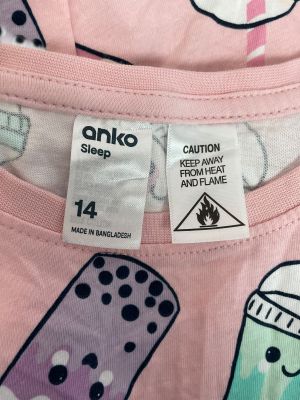 anko
Sleep
14
MADE IN BANGLADESH
CAUTION
KEEP AWAY
FROM HEAT
AND FLAME